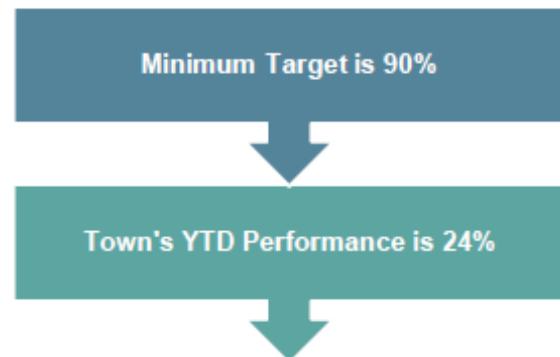 Minimum Target is 90%
Town's YTD Performance is 24%